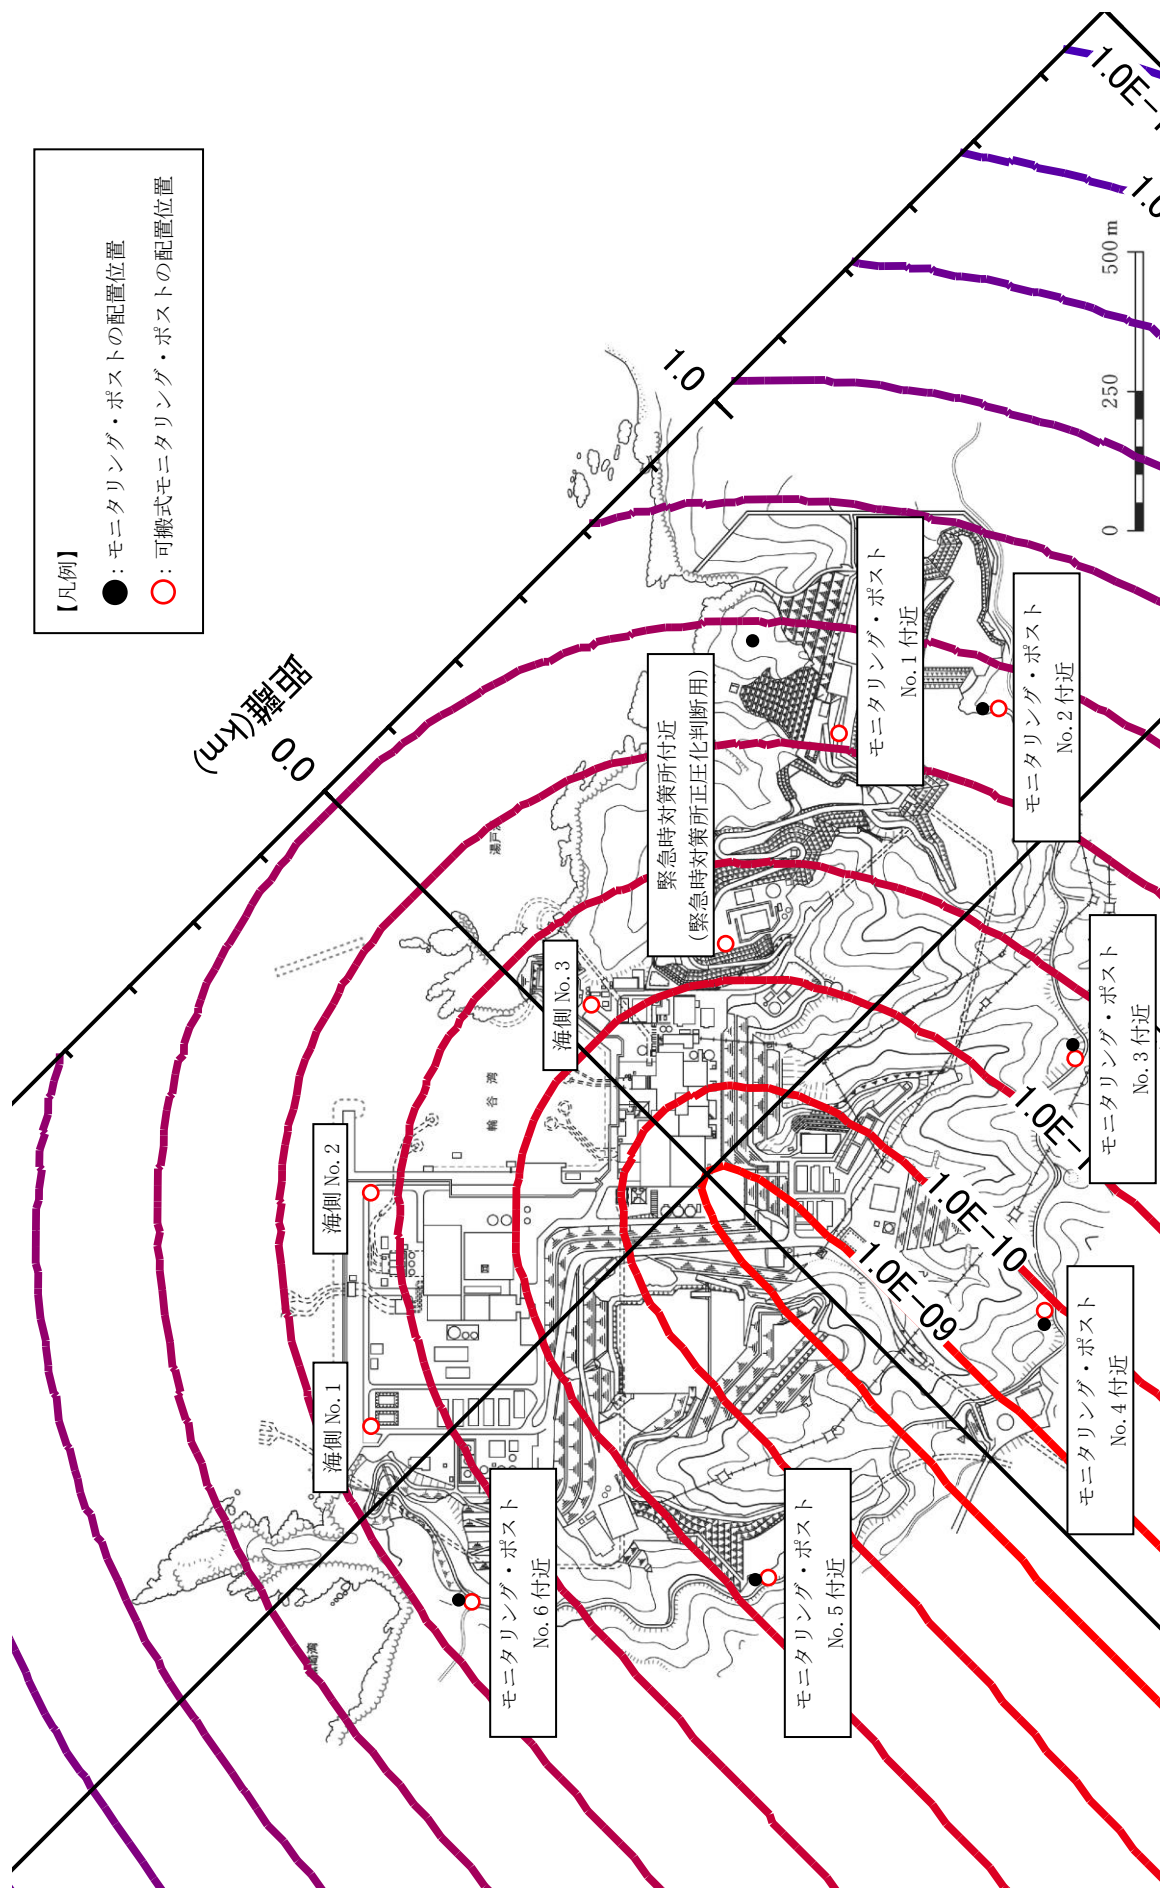 【凡例】
●：モニタリング・ポストの配置位置
○：可搬式モニタリング・ポストの配置位置
距離(km)
0.0
1.0
1.0E-
1.0
0 250 500 m
モニタリング・ポスト
No.1 付近
モニタリング・ポスト
No.2 付近
緊急時対策所付近
(緊急時対策所正圧化判断用)
海側 No.3
輪谷湾
海側 No.2
海側 No.1
モニタリング・ポスト
No.3 付近
1.0E-
1.0E-10
1.0E-09
モニタリング・ポスト
No.4 付近
モニタリング・ポスト
No.5 付近
モニタリング・ポスト
No.6 付近